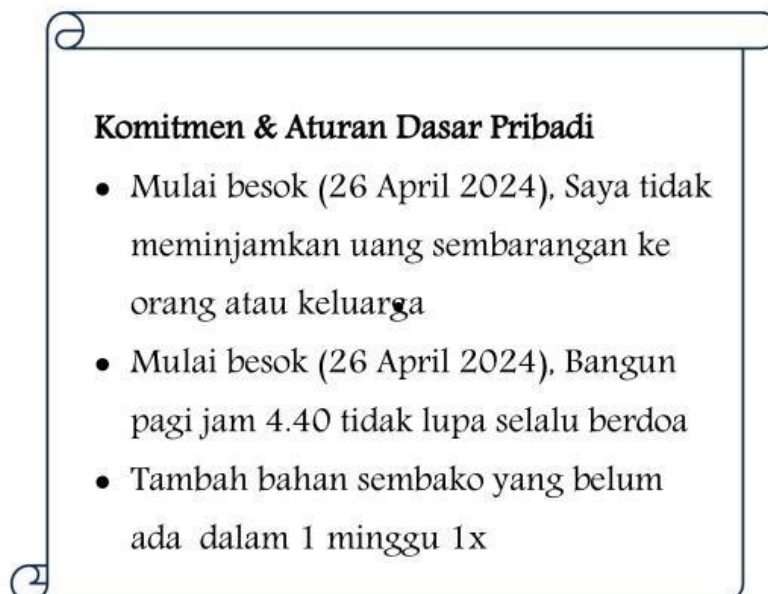 Komitmen & Aturan Dasar Pribadi
• Mulai besok (26 April 2024), Saya tidak
meminjamkan uang sembarangan ke
orang atau keluarga
• Mulai besok (26 April 2024), Bangun
pagi jam 4.40 tidak lupa selalu berdoa
• Tambah bahan sembako yang belum
ada dalam 1 minggu 1x